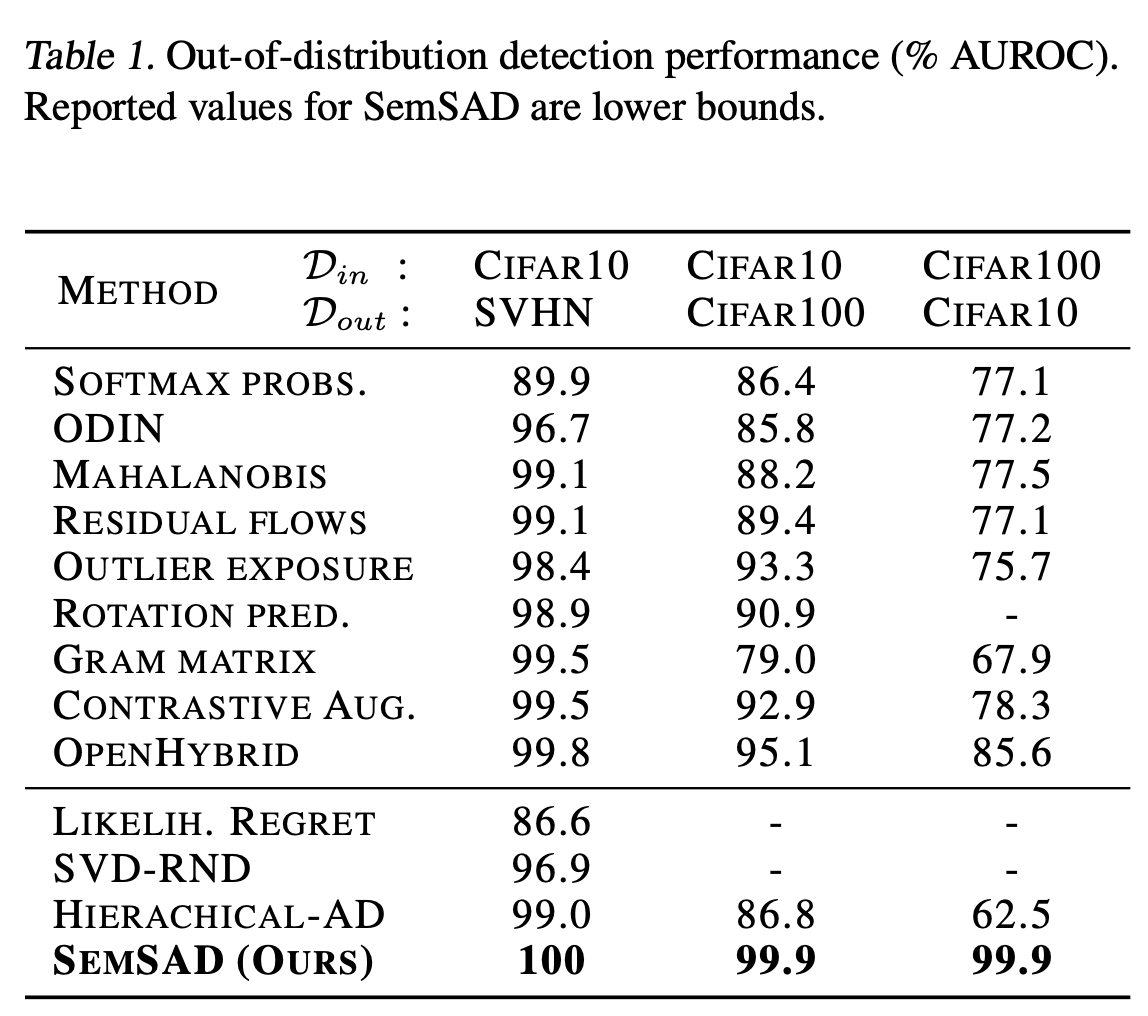 Table 1. Out-of-distribution detection performance (% AUROC).
Reported values for SemSAD are lower bounds.
METHOD
𝒟in : CIFAR10 CIFAR10 CIFAR100
𝒟out : SVHN CIFAR100 CIFAR10
SOFTMAX PROBS. 89.9 86.4 77.1
ODIN 96.7 85.8 77.2
MAHALANOBIS 99.1 88.2 77.5
RESIDUAL FLOWS 99.1 89.4 77.1
OUTLIER EXPOSURE 98.4 93.3 75.7
ROTATION PRED. 98.9 90.9 -
GRAM MATRIX 99.5 79.0 67.9
CONTRASTIVE AUG. 99.5 92.9 78.3
OPENHYBRID 99.8 95.1 85.6
LIKELIH. REGRET 86.6 - -
SVD-RND 96.9 - -
HIERACHICAL-AD 99.0 86.8 62.5
SEMSAD (OURS) 100 99.9 99.9